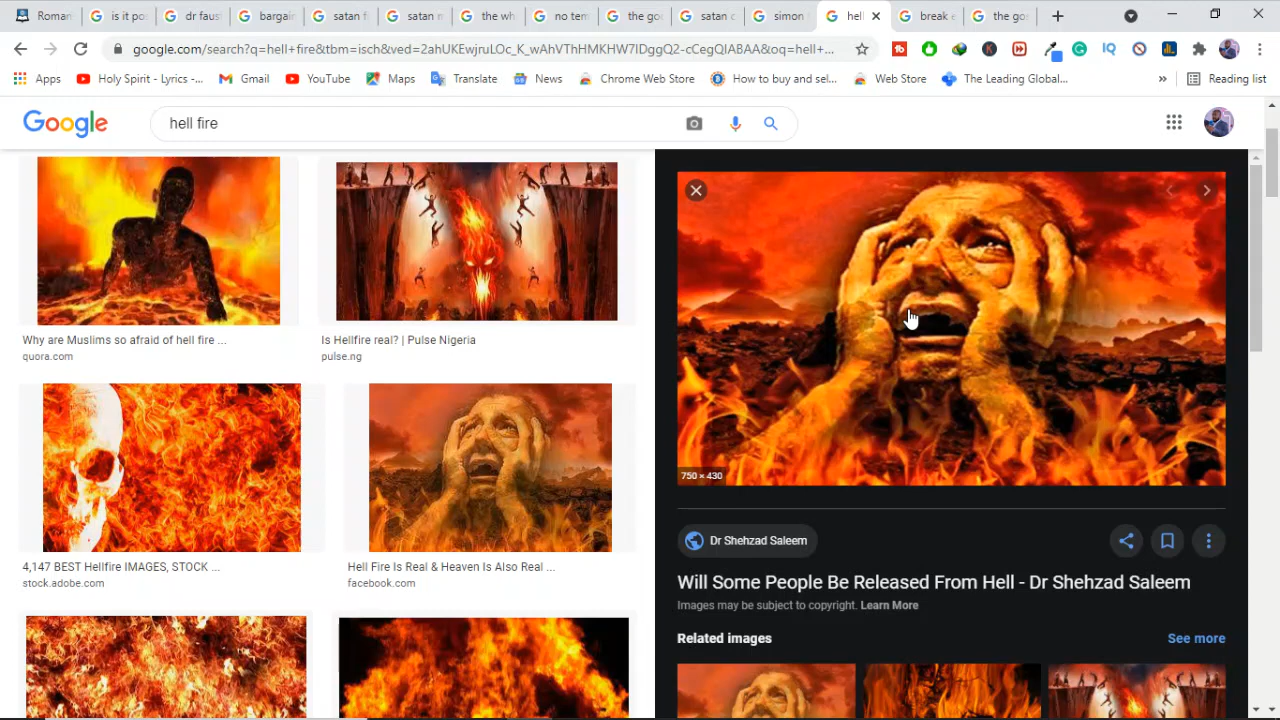 Roman
is it po
dr faus
bargain
satan f
satan n
the wh
no tem
the go
satan c
simon
hell
break e
the gor
google.com/search?q=hell+fire&tbm=isch&ved=2ahUKEwjruLOc_K_wAhVThHMKHW7IDggQ2-cCegQIABAA&oq=hell+...
Apps
Holy Spirit - Lyrics -...
Gmail
YouTube
Maps
Translate
News
Chrome Web Store
How to buy and sel...
Web Store
The Leading Global...
»
Reading list
Google
hell fire
Why are Muslims so afraid of hell fire ...
quora.com
Is Hellfire real? | Pulse Nigeria
pulse.ng
4,147 BEST Hellfire IMAGES, STOCK ...
stock.adobe.com
Hell Fire Is Real & Heaven Is Also Real ...
facebook.com
750 × 430
Dr Shehzad Saleem
Will Some People Be Released From Hell - Dr Shehzad Saleem
Images may be subject to copyright. Learn More
Related images
See more